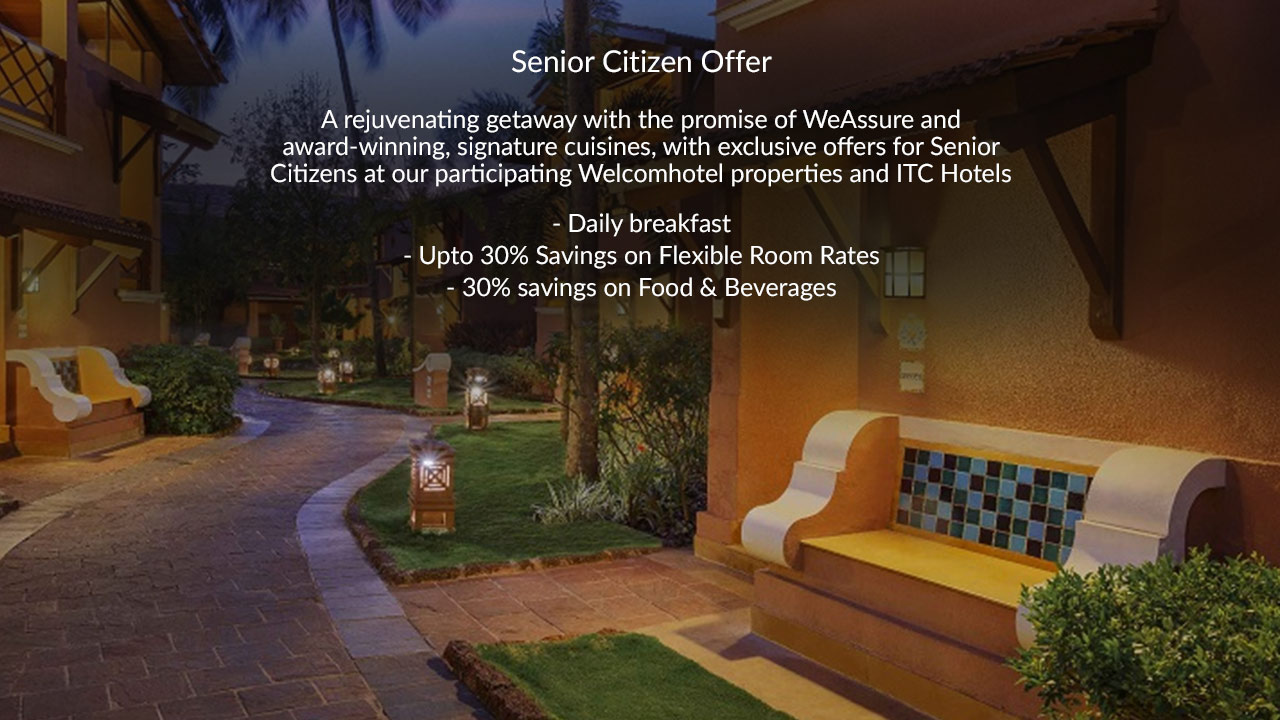 Senior Citizen Offer
A rejuvenating getaway with the promise of WeAssure and
award-winning, signature cuisines, with exclusive offers for Senior
Citizens at our participating Welcomhotel properties and ITC Hotels
- Daily breakfast
- Upto 30% Savings on Flexible Room Rates
- 30% savings on Food & Beverages